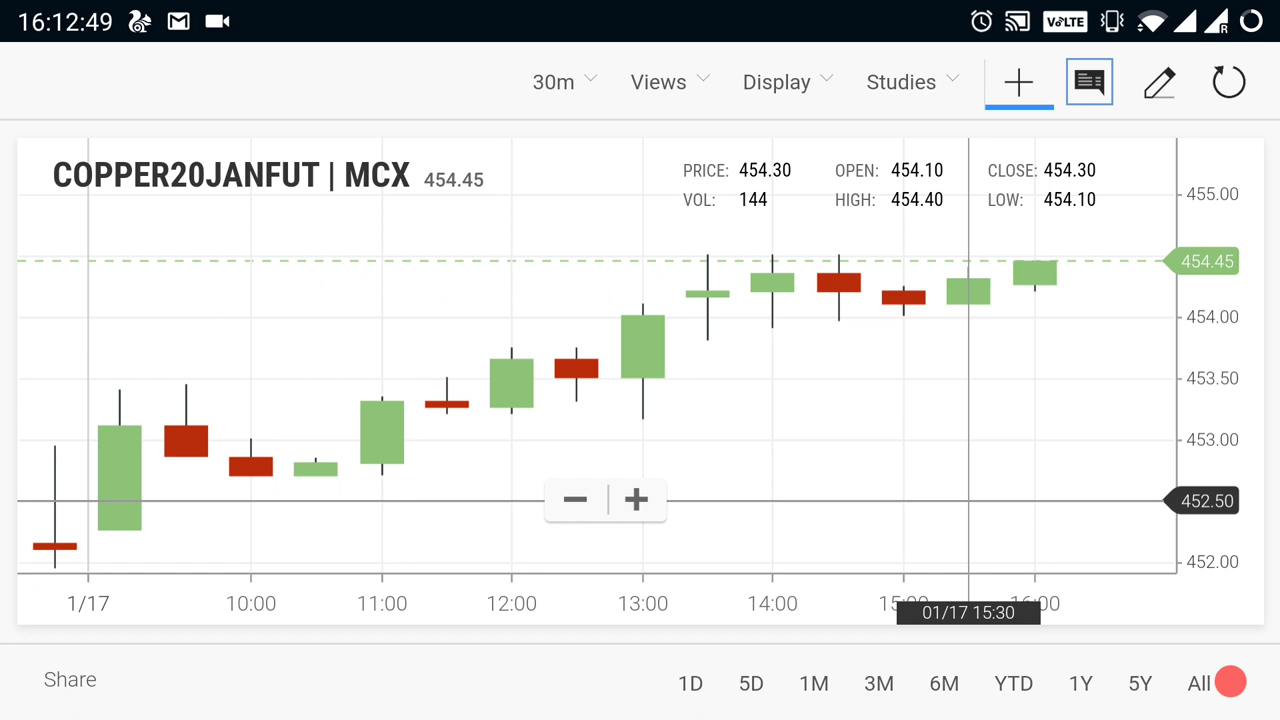 16:12:49 VoLTE R
30m Views Display Studies
COPPER20JANFUT | MCX 454.45
PRICE: 454.30 OPEN: 454.10 CLOSE: 454.30
VOL: 144 HIGH: 454.40 LOW: 454.10
455.00
454.45
454.00
453.50
453.00
452.50
452.00
1/17 10:00 11:00 12:00 13:00 14:00
01/17 15:30
Share 1D 5D 1M 3M 6M YTD 1Y 5Y All